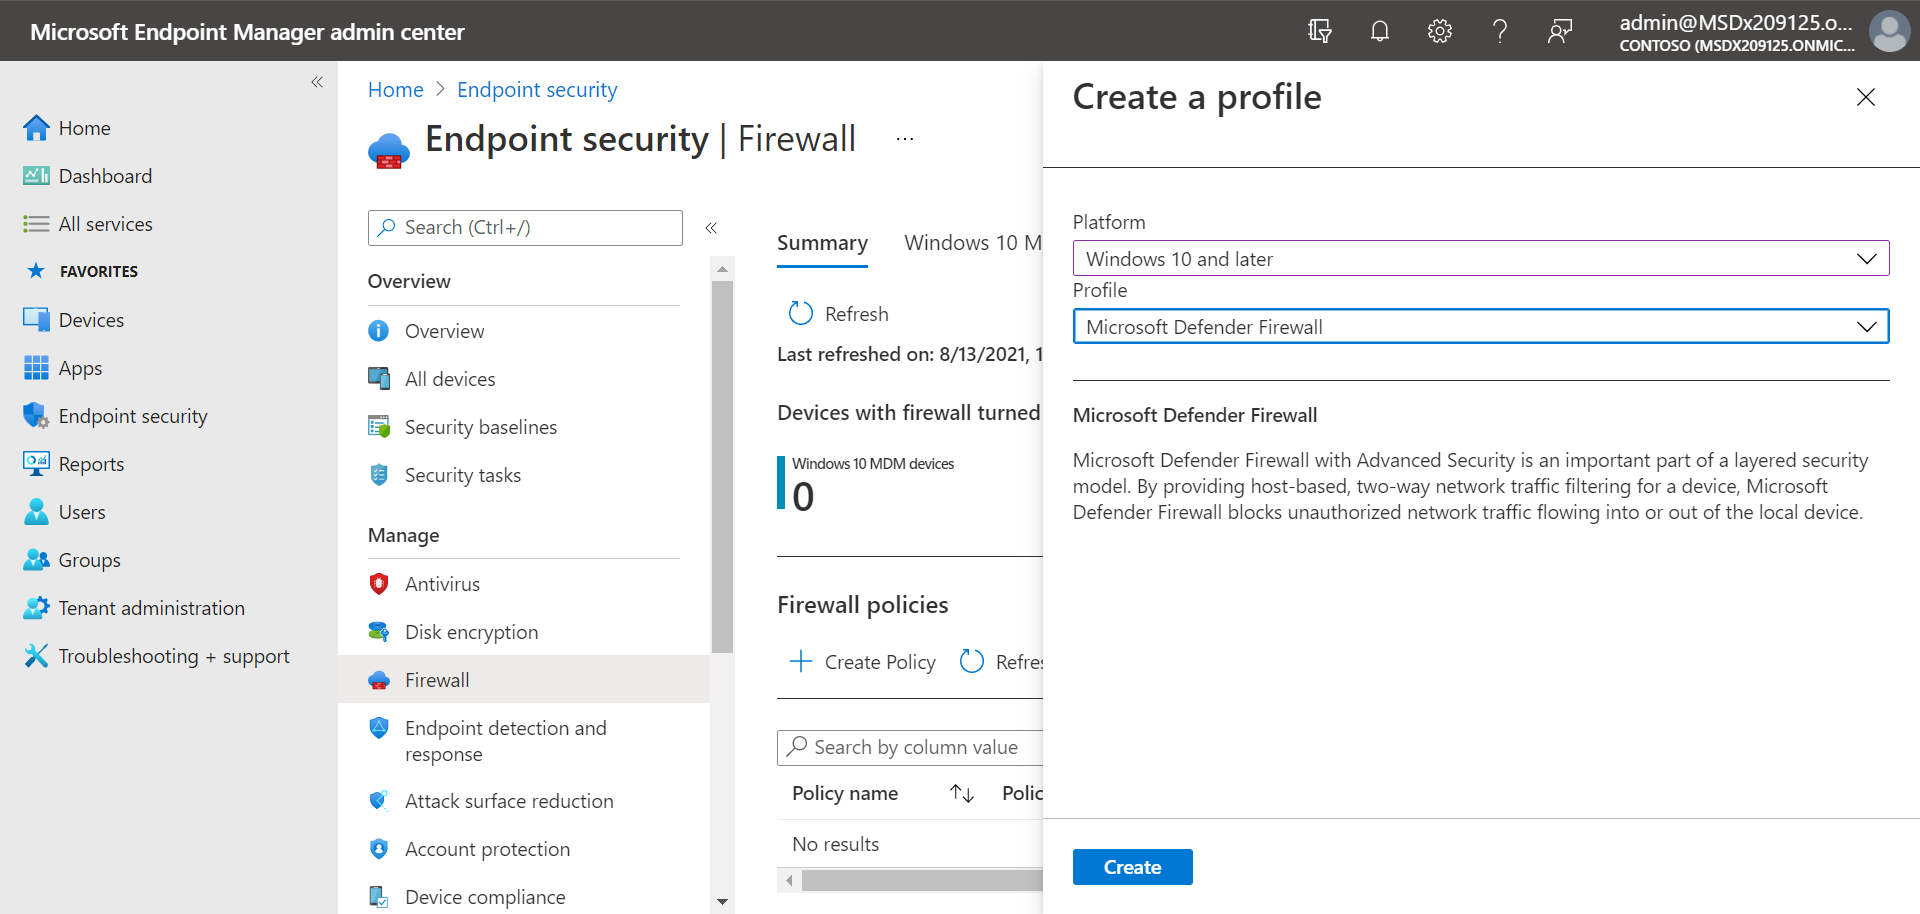 Microsoft Endpoint Manager admin center
admin@MSDx209125.o...
CONTOSO (MSDX209125.ONMIC...
Home
Dashboard
All services
FAVORITES
Devices
Apps
Endpoint security
Reports
Users
Groups
Tenant administration
Troubleshooting + support
Home > Endpoint security
Endpoint security | Firewall ...
Search (Ctrl+/)
Overview
Overview
All devices
Security baselines
Security tasks
Manage
Antivirus
Disk encryption
Firewall
Endpoint detection and
response
Attack surface reduction
Account protection
Device compliance
Summary Windows 10 M
Refresh
Last refreshed on: 8/13/2021, 1
Devices with firewall turned
Windows 10 MDM devices
0
Firewall policies
Create Policy Refre
Search by column value
Policy name Polic
No results
Create a profile
Platform
Windows 10 and later
Profile
Microsoft Defender Firewall
Microsoft Defender Firewall
Microsoft Defender Firewall with Advanced Security is an important part of a layered security
model. By providing host-based, two-way network traffic filtering for a device, Microsoft
Defender Firewall blocks unauthorized network traffic flowing into or out of the local device.
Create